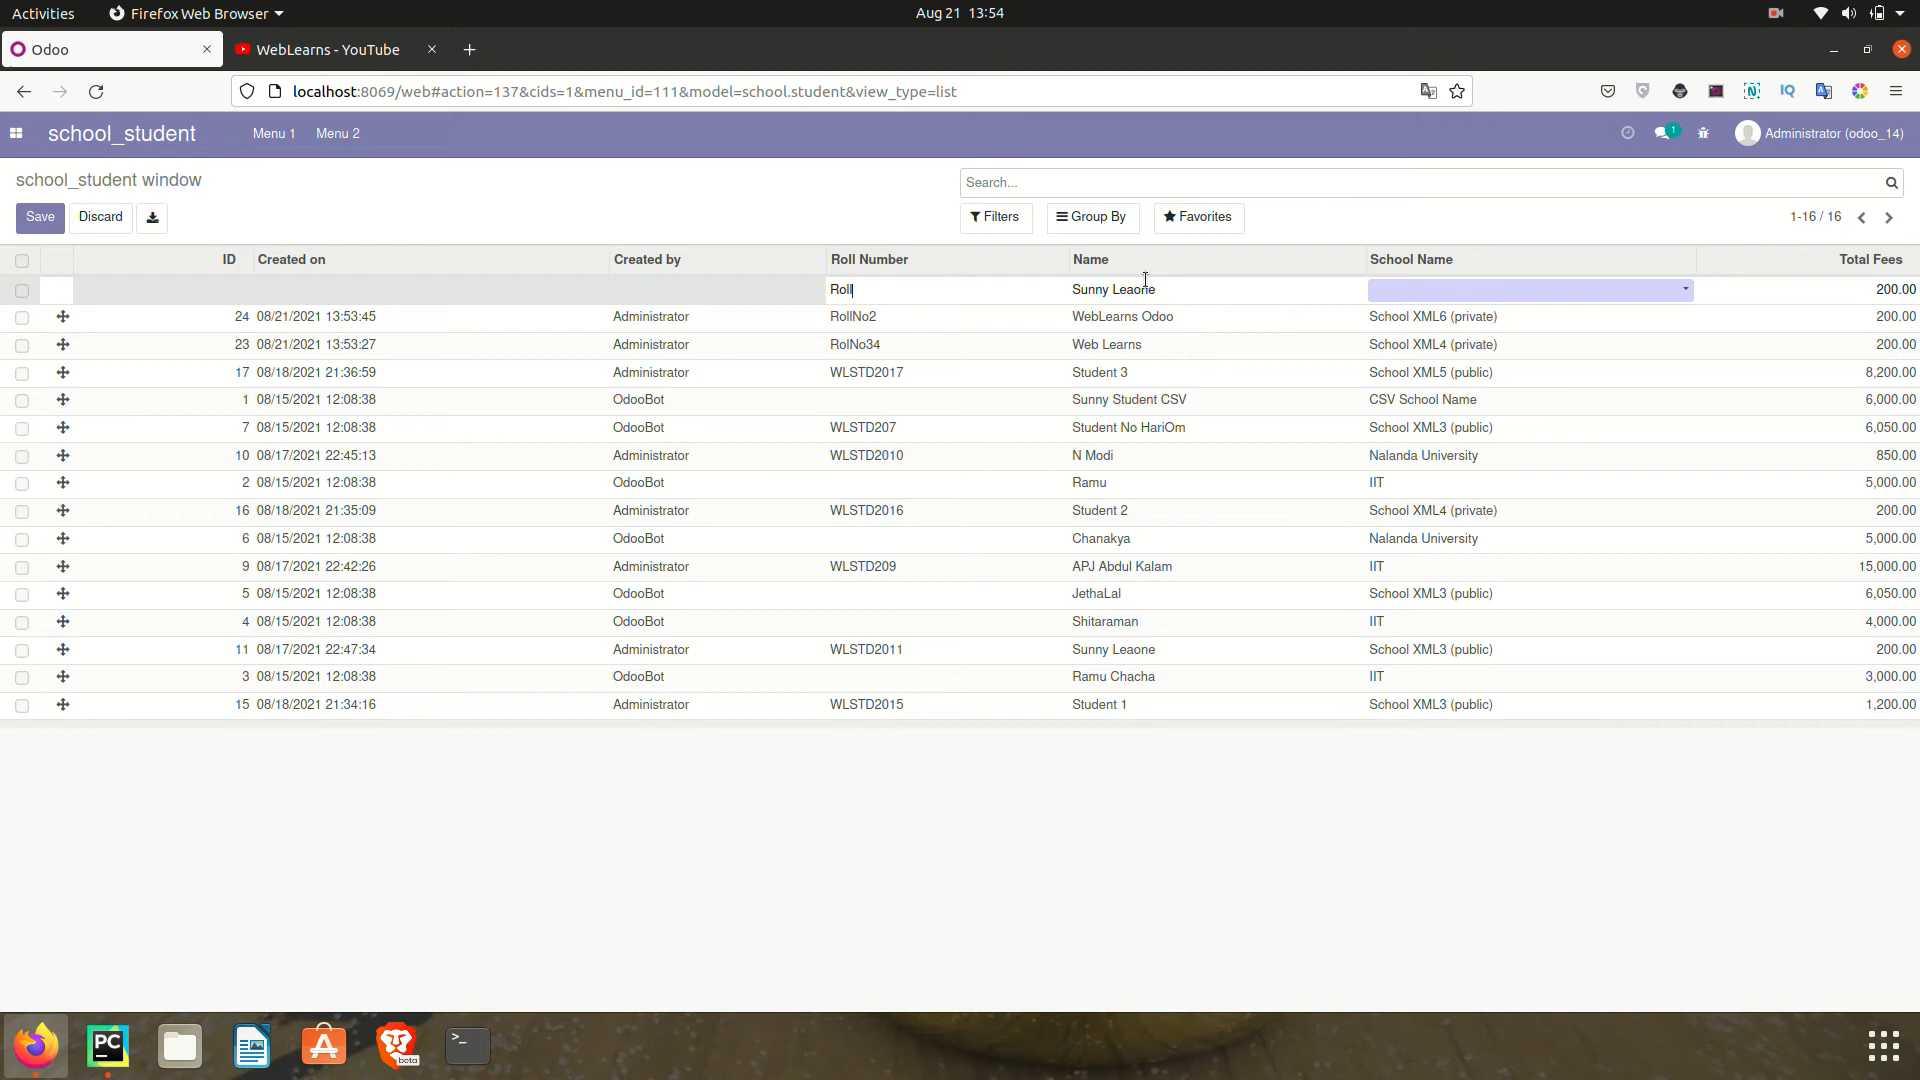 Activities Firefox Web Browser Aug 21 13:54
Odoo WebLearns - YouTube
localhost:8069/web#action=137&cids=1&menu_id=111&model=school.student&view_type=list IQ
school_student Menu 1 Menu 2 1 Administrator (odoo_14)
school_student window Search...
Save Discard Filters Group By Favorites 1-16 / 16
ID Created on Created by Roll Number Name School Name Total Fees
Roll Sunny Leaone 200.00
24 08/21/2021 13:53:45 Administrator RollNo2 WebLearns Odoo School XML6 (private) 200.00
23 08/21/2021 13:53:27 Administrator RolNo34 Web Learns School XML4 (private) 200.00
17 08/18/2021 21:36:59 Administrator WLSTD2017 Student 3 School XML5 (public) 8,200.00
1 08/15/2021 12:08:38 OdooBot Sunny Student CSV CSV School Name 6,000.00
7 08/15/2021 12:08:38 OdooBot WLSTD207 Student No HariOm School XML3 (public) 6,050.00
10 08/17/2021 22:45:13 Administrator WLSTD2010 N Modi Nalanda University 850.00
2 08/15/2021 12:08:38 OdooBot Ramu IIT 5,000.00
16 08/18/2021 21:35:09 Administrator WLSTD2016 Student 2 School XML4 (private) 200.00
6 08/15/2021 12:08:38 OdooBot Chanakya Nalanda University 5,000.00
9 08/17/2021 22:42:26 Administrator WLSTD209 APJ Abdul Kalam IIT 15,000.00
5 08/15/2021 12:08:38 OdooBot JethaLal School XML3 (public) 6,050.00
4 08/15/2021 12:08:38 OdooBot Shitaraman IIT 4,000.00
11 08/17/2021 22:47:34 Administrator WLSTD2011 Sunny Leaone School XML3 (public) 200.00
3 08/15/2021 12:08:38 OdooBot Ramu Chacha IIT 3,000.00
15 08/18/2021 21:34:16 Administrator WLSTD2015 Student 1 School XML3 (public) 1,200.00
PC beta >_